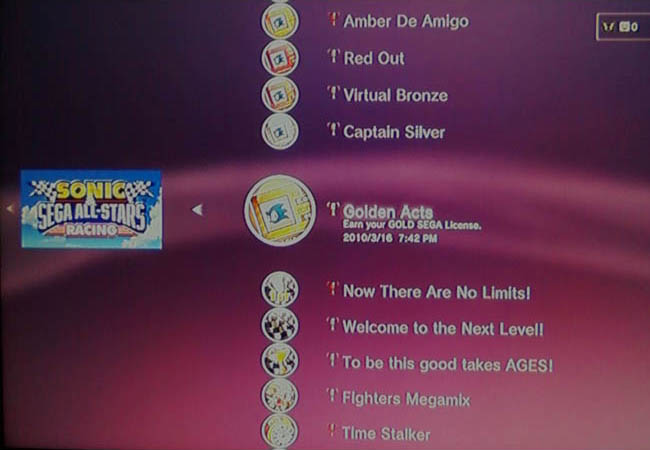 Amber De Amigo
0
Red Out
Virtual Bronze
Captain Silver
SONIC
&
SEGA ALL-STARS
RACING
Golden Acts
Earn your GOLD SEGA License.
2010/3/16 7:42 PM
Now There Are No Limits!
Welcome to the Next Level!
To be this good takes AGES!
Fighters Megamix
Time Stalker